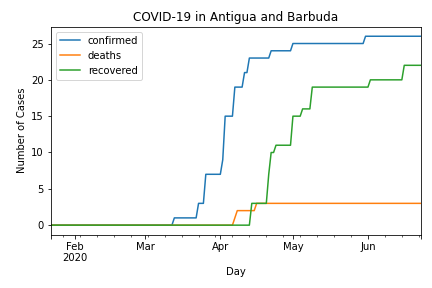 COVID-19 in Antigua and Barbuda
confirmed
deaths
recovered
Number of Cases
25
20
15
10
5
0
Feb
2020
Mar
Apr
May
Jun
Day